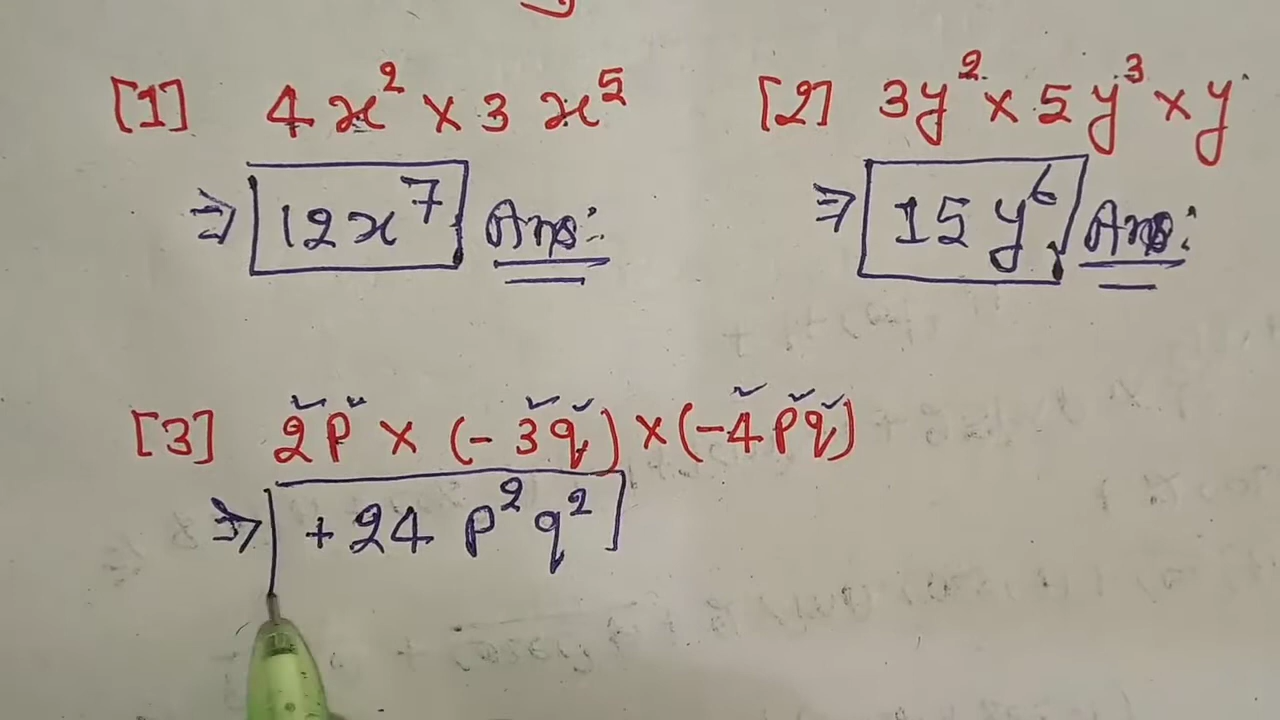 [1] 4x² × 3x⁵ [2] 3y² × 5y³ × y
⇒ 12x⁷ Ans: ⇒ 15y⁶ Ans:
[3] 2p × (-3q) × (-4pq)
⇒ +24 p²q²